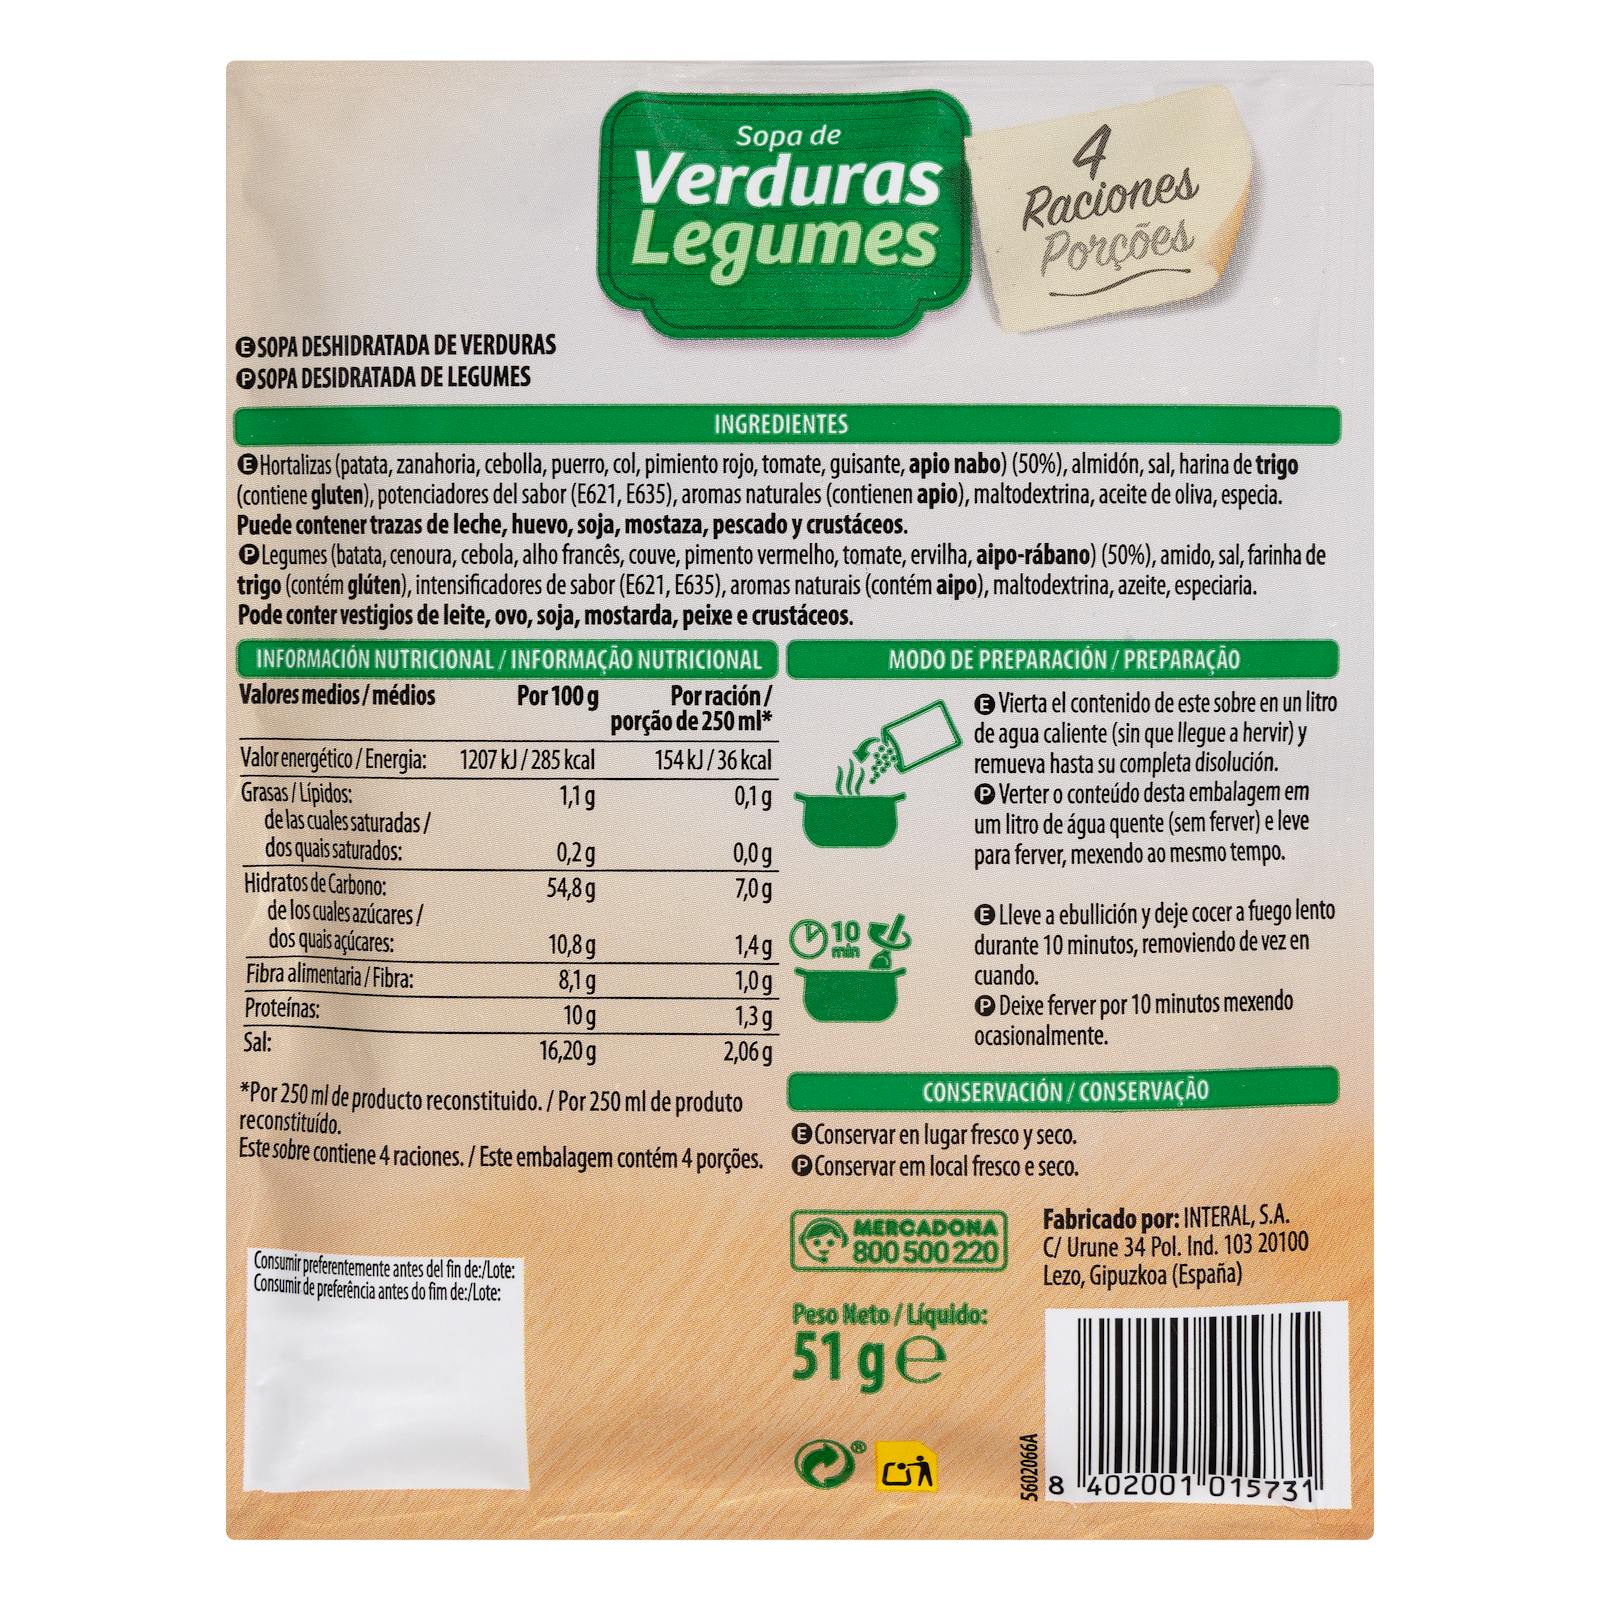 Sopa de
Verduras
Legumes
4
Raciones
Porções
E SOPA DESHIDRATADA DE VERDURAS
P SOPA DESIDRATADA DE LEGUMES
INGREDIENTES
E Hortalizas (patata, zanahoria, cebolla, puerro, col, pimiento rojo, tomate, guisante, apio nabo) (50%), almidón, sal, harina de trigo
(contiene gluten), potenciadores del sabor (E621, E635), aromas naturales (contienen apio), maltodextrina, aceite de oliva, especia.
Puede contener trazas de leche, huevo, soja, mostaza, pescado y crustáceos.
P Legumes (batata, cenoura, cebola, alho francês, couve, pimento vermelho, tomate, ervilha, aipo-rábano) (50%), amido, sal, farinha de
trigo (contém glúten), intensificadores de sabor (E621, E635), aromas naturais (contém aipo), maltodextrina, azeite, especiaria.
Pode conter vestigios de leite, ovo, soja, mostarda, peixe e crustáceos.
INFORMACIÓN NUTRICIONAL / INFORMAÇÃO NUTRICIONAL
Valores medios / médios Por 100 g Por ración /
porção de 250 ml*
Valor energético / Energia: 1207 kJ / 285 kcal 154 kJ / 36 kcal
Grasas / Lípidos: 1,1 g 0,1 g
de las cuales saturadas /
dos quais saturados: 0,2 g 0,0 g
Hidratos de Carbono: 54,8 g 7,0 g
de los cuales azúcares /
dos quais açúcares: 10,8 g 1,4 g
Fibra alimentaria / Fibra: 8,1 g 1,0 g
Proteínas: 10 g 1,3 g
Sal: 16,20 g 2,06 g
*Por 250 ml de producto reconstituido. / Por 250 ml de produto
reconstituído.
Este sobre contiene 4 raciones. / Este embalagem contém 4 porções.
MODO DE PREPARACIÓN / PREPARAÇÃO
E Vierta el contenido de este sobre en un litro
de agua caliente (sin que llegue a hervir) y
remueva hasta su completa disolución.
P Verter o conteúdo desta embalagem em
um litro de água quente (sem ferver) e leve
para ferver, mexendo ao mesmo tempo.
10
min
E Lleve a ebullición y deje cocer a fuego lento
durante 10 minutos, removiendo de vez en
cuando.
P Deixe ferver por 10 minutos mexendo
ocasionalmente.
CONSERVACIÓN / CONSERVAÇÃO
E Conservar en lugar fresco y seco.
P Conservar em local fresco e seco.
MERCADONA
800 500 220
Fabricado por: INTERAL, S.A.
C/ Urune 34 Pol. Ind. 103 20100
Lezo, Gipuzkoa (España)
Consumir preferentemente antes del fin de:/Lote:
Consumir de preferência antes do fim de:/Lote:
Peso Neto / Líquido:
51 g e
®
5602066A
8 402001 015731